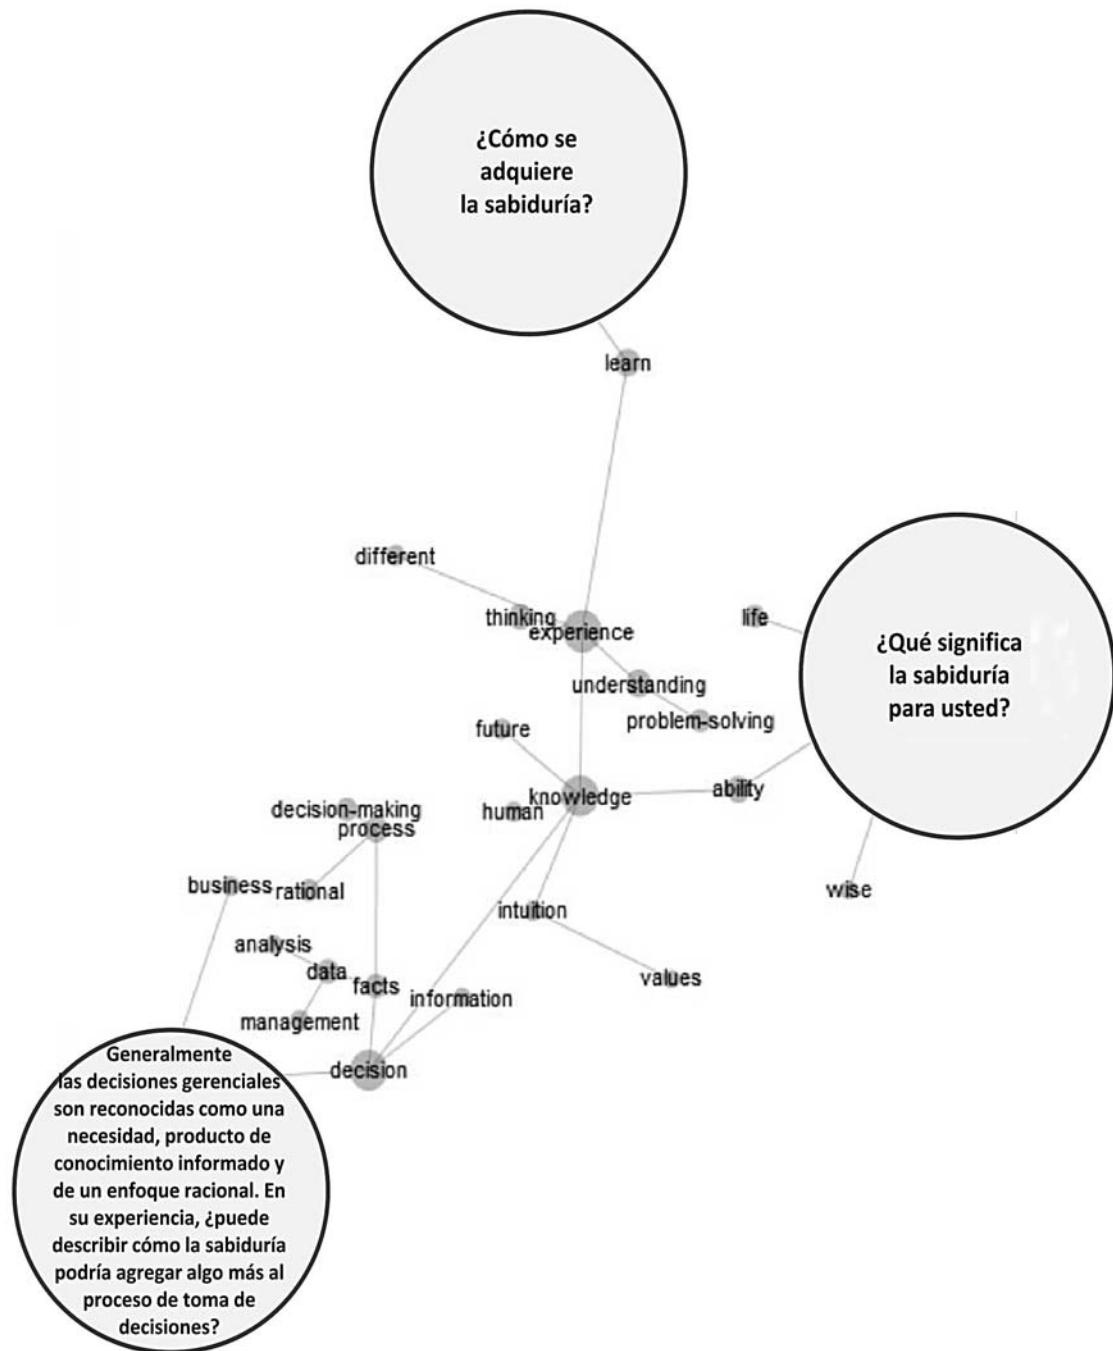 ¿Cómo se
adquiere
la sabiduría?
learn
different
thinking
experience
life
understanding
problem-solving
¿Qué significa
la sabiduría
para usted?
future
knowledge
ability
human
decision-making
process
business
rational
wise
intuition
analysis
data
facts
information
values
management
decision
Generalmente
las decisiones gerenciales
son reconocidas como una
necesidad, producto de
conocimiento informado y
de un enfoque racional. En
su experiencia, ¿puede
describir cómo la sabiduría
podría agregar algo más al
proceso de toma de
decisiones?